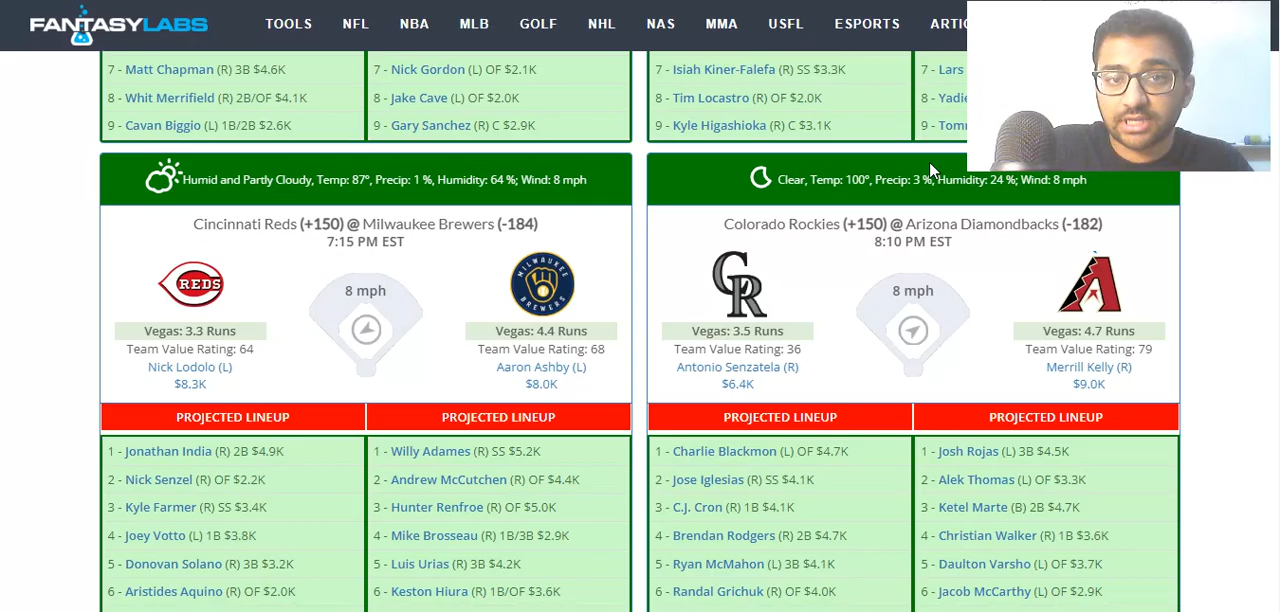 FANTASYLABS
TOOLS NFL NBA MLB GOLF NHL NAS MMA USFL ESPORTS
7 - Matt Chapman (R) 3B $4.6K
8 - Whit Merrifield (R) 2B/OF $4.1K
9 - Cavan Biggio (L) 1B/2B $2.6K
7 - Nick Gordon (L) OF $2.1K
8 - Jake Cave (L) OF $2.0K
9 - Gary Sanchez (R) C $2.9K
7 - Isiah Kiner-Falefa (R) SS $3.3K
8 - Tim Locastro (R) OF $2.0K
9 - Kyle Higashioka (R) C $3.1K
7 - Lars
8 - Yadie
9 - Tomm
Humid and Partly Cloudy, Temp: 87°, Precip: 1 %, Humidity: 64 %; Wind: 8 mph
Cincinnati Reds (+150) @ Milwaukee Brewers (-184)
7:15 PM EST
REDS
8 mph
MILWAUKEE BREWERS
Vegas: 3.3 Runs
Team Value Rating: 64
Nick Lodolo (L)
$8.3K
Vegas: 4.4 Runs
Team Value Rating: 68
Aaron Ashby (L)
$8.0K
PROJECTED LINEUP
PROJECTED LINEUP
1 - Jonathan India (R) 2B $4.9K
2 - Nick Senzel (R) OF $2.2K
3 - Kyle Farmer (R) SS $3.4K
4 - Joey Votto (L) 1B $3.8K
5 - Donovan Solano (R) 3B $3.2K
6 - Aristides Aquino (R) OF $2.0K
1 - Willy Adames (R) SS $5.2K
2 - Andrew McCutchen (R) OF $4.4K
3 - Hunter Renfroe (R) OF $5.0K
4 - Mike Brosseau (R) 1B/3B $2.9K
5 - Luis Urias (R) 3B $4.2K
6 - Keston Hiura (R) 1B/OF $3.6K
Clear, Temp: 100°, Precip: 3 %, Humidity: 24 %; Wind: 8 mph
Colorado Rockies (+150) @ Arizona Diamondbacks (-182)
8:10 PM EST
CR
8 mph
A
Vegas: 3.5 Runs
Team Value Rating: 36
Antonio Senzatela (R)
$6.4K
Vegas: 4.7 Runs
Team Value Rating: 79
Merrill Kelly (R)
$9.0K
PROJECTED LINEUP
PROJECTED LINEUP
1 - Charlie Blackmon (L) OF $4.7K
2 - Jose Iglesias (R) SS $4.1K
3 - C.J. Cron (R) 1B $4.1K
4 - Brendan Rodgers (R) 2B $4.7K
5 - Ryan McMahon (L) 3B $4.1K
6 - Randal Grichuk (R) OF $4.0K
1 - Josh Rojas (L) 3B $4.5K
2 - Alek Thomas (L) OF $3.3K
3 - Ketel Marte (B) 2B $4.7K
4 - Christian Walker (R) 1B $3.6K
5 - Daulton Varsho (L) OF $3.7K
6 - Jacob McCarthy (L) OF $2.9K